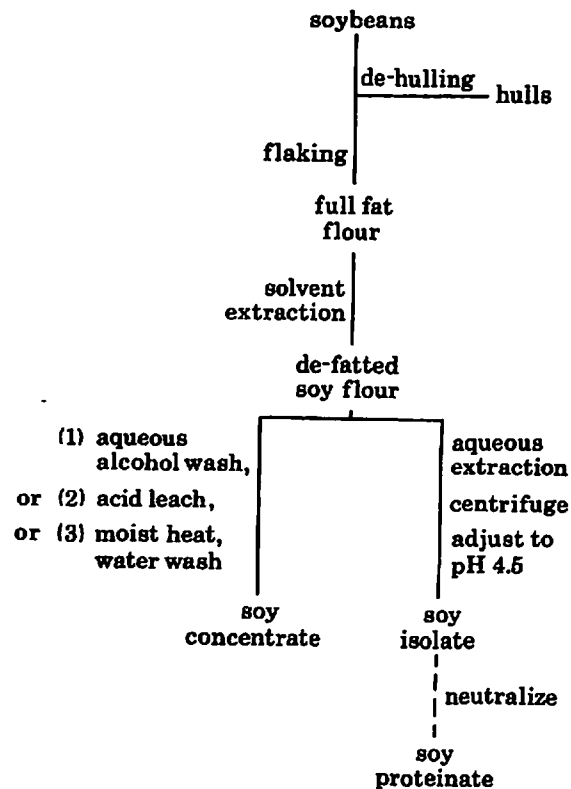 soybeans
de-hulling
hulls
flaking
full fat
flour
solvent
extraction
de-fatted
soy flour
(1) aqueous
alcohol wash,
or (2) acid leach,
or (3) moist heat,
water wash
aqueous
extraction
centrifuge
adjust to
pH 4.5
soy
concentrate
soy
isolate
neutralize
soy
proteinate